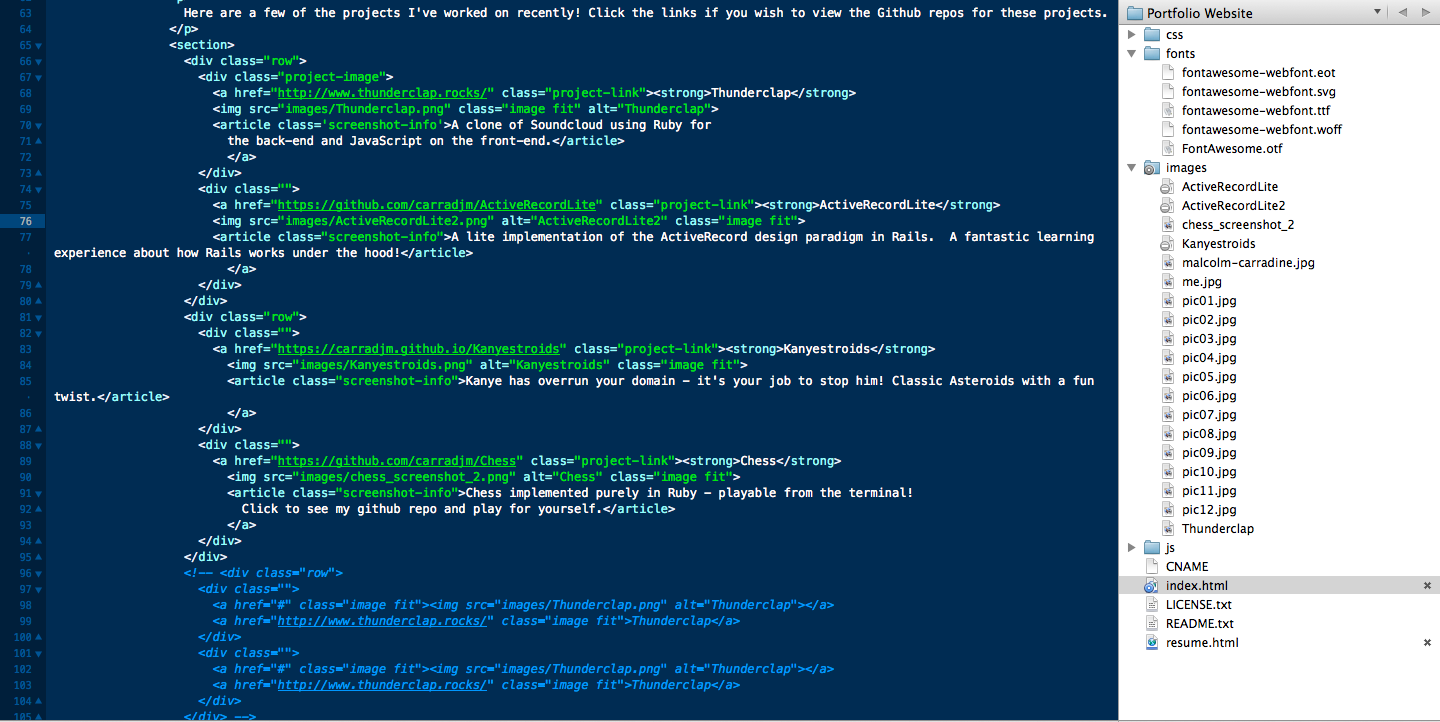 62 <p>
63 Here are a few of the projects I've worked on recently! Click the links if you wish to view the Github repos for these projects.
64 </p>
65 <section>
66 <div class="row">
67 <div class="project-image">
68 <a href="http://www.thunderclap.rocks/" class="project-link"><strong>Thunderclap</strong>
69 <img src="images/Thunderclap.png" class="image fit" alt="Thunderclap">
70 <article class='screenshot-info'>A clone of Soundcloud using Ruby for
71 the back-end and JavaScript on the front-end.</article>
72 </a>
73 </div>
74 <div class="">
75 <a href="https://github.com/carradjm/ActiveRecordLite" class="project-link"><strong>ActiveRecordLite</strong>
76 <img src="images/ActiveRecordLite2.png" alt="ActiveRecordLite2" class="image fit">
77 <article class="screenshot-info">A lite implementation of the ActiveRecord design paradigm in Rails.  A fantastic learning
experience about how Rails works under the hood!</article>
78 </a>
79 </div>
80 </div>
81 <div class="row">
82 <div class="">
83 <a href="https://carradjm.github.io/Kanyestroids" class="project-link"><strong>Kanyestroids</strong>
84 <img src="images/Kanyestroids.png" alt="Kanyestroids" class="image fit">
85 <article class="screenshot-info">Kanye has overrun your domain - it's your job to stop him! Classic Asteroids with a fun
twist.</article>
86 </a>
87 </div>
88 <div class="">
89 <a href="https://github.com/carradjm/Chess" class="project-link"><strong>Chess</strong>
90 <img src="images/chess_screenshot_2.png" alt="Chess" class="image fit">
91 <article class="screenshot-info">Chess implemented purely in Ruby - playable from the terminal!
92 Click to see my github repo and play for yourself.</article>
93 </a>
94 </div>
95 </div>
96 <!-- <div class="row">
97 <div class="">
98 <a href="#" class="image fit"><img src="images/Thunderclap.png" alt="Thunderclap"></a>
99 <a href="http://www.thunderclap.rocks/" class="image fit">Thunderclap</a>
100 </div>
101 <div class="">
102 <a href="#" class="image fit"><img src="images/Thunderclap.png" alt="Thunderclap"></a>
103 <a href="http://www.thunderclap.rocks/" class="image fit">Thunderclap</a>
104 </div>
105 </div> -->
Portfolio Website
css
fonts
fontawesome-webfont.eot
fontawesome-webfont.svg
fontawesome-webfont.ttf
fontawesome-webfont.woff
FontAwesome.otf
images
ActiveRecordLite
ActiveRecordLite2
chess_screenshot_2
Kanyestroids
malcolm-carradine.jpg
me.jpg
pic01.jpg
pic02.jpg
pic03.jpg
pic04.jpg
pic05.jpg
pic06.jpg
pic07.jpg
pic08.jpg
pic09.jpg
pic10.jpg
pic11.jpg
pic12.jpg
Thunderclap
js
CNAME
index.html
LICENSE.txt
README.txt
resume.html